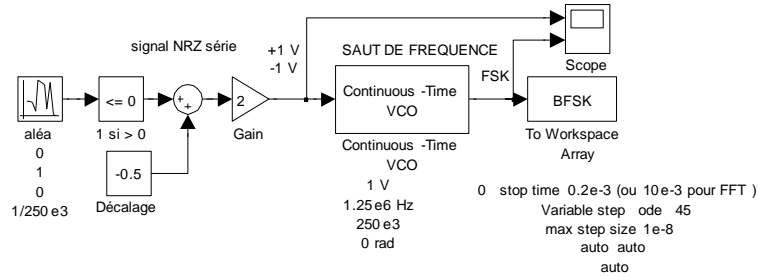 signal NRZ série
+1 V
-1 V
SAUT DE FREQUENCE
FSK
Scope
<= 0
2
Continuous -Time
VCO
BFSK
aléa
0
1
0
1/250 e3
1 si > 0
-0.5
Décalage
Gain
Continuous -Time
VCO
1 V
1.25 e6 Hz
250 e3
0 rad
To Workspace
Array
0 stop time 0.2e-3 (ou 10 e-3 pour FFT )
Variable step ode 45
max step size 1e-8
auto auto
auto